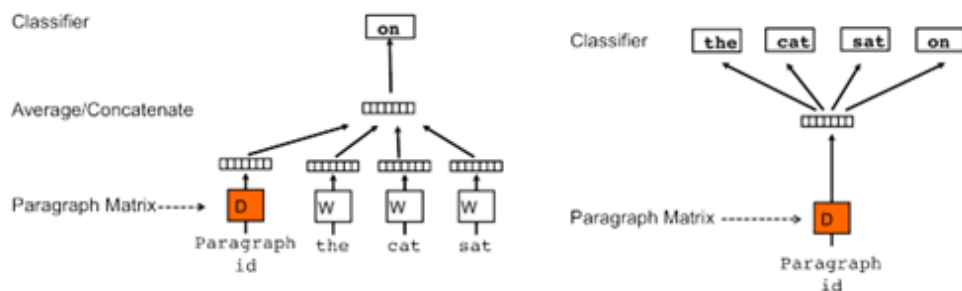 Classifier
on
Average/Concatenate
Paragraph Matrix
D W W W
Paragraph the cat sat
id
Classifier
the cat sat on
Paragraph Matrix
D
Paragraph
id